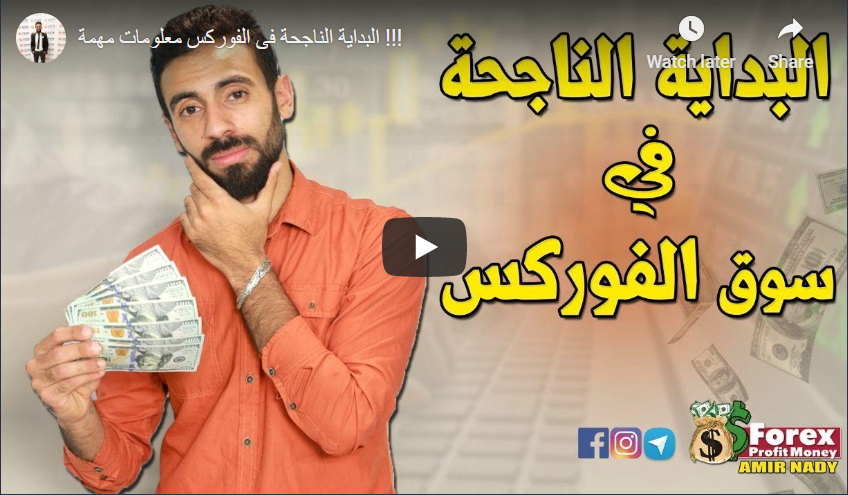 البداية الناجحة فى الفوركس معلومات مهمة !!!
Watch later
Share
البداية الناجحة
في
سوق الفوركس
Forex
Profit Money
AMIR NADY